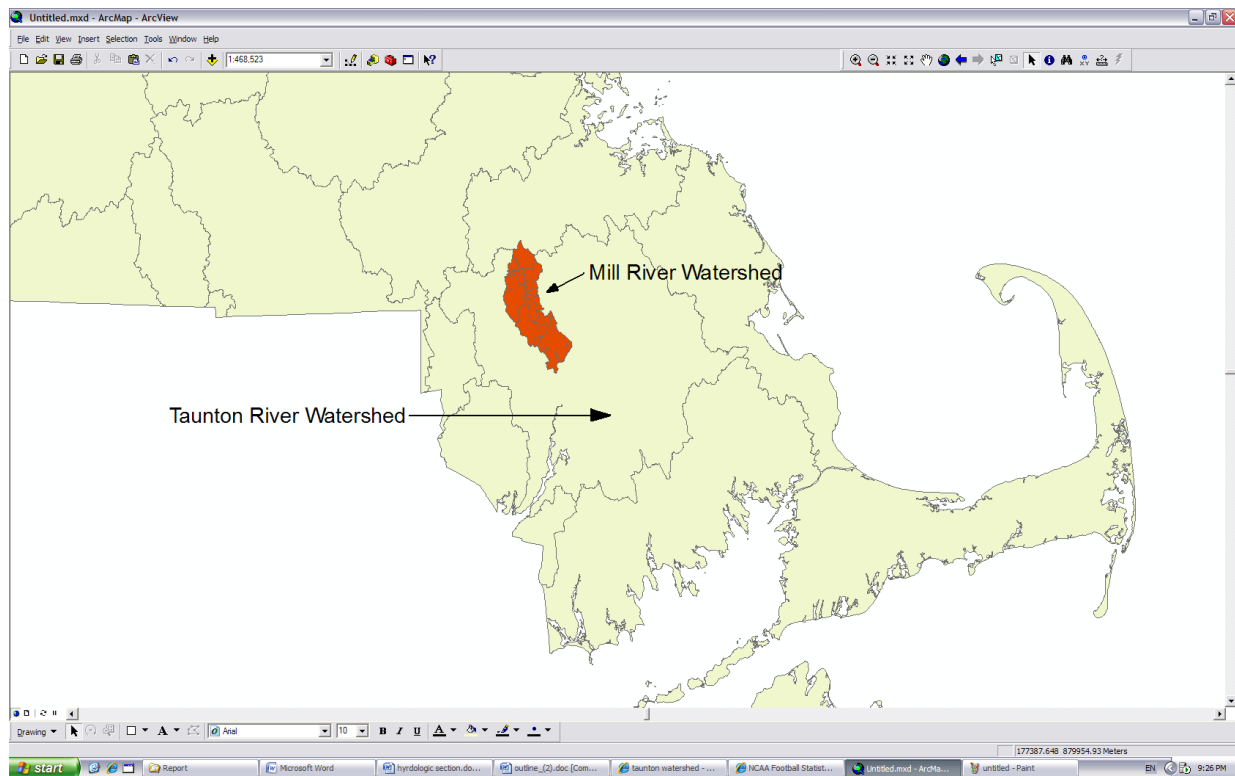 Untitled.mxd - ArcMap - ArcView
File Edit View Insert Selection Tools Window Help
1:468,523
Mill River Watershed
Taunton River Watershed
Drawing
A
Arial
10
B I U A
177387.648 879954.93 Meters
start
Report
Microsoft Word
hyrdologic section.do...
outline_(2).doc [Com...
taunton watershed - ...
NCAA Football Statist...
Untitled.mxd - ArcMa...
untitled - Paint
EN
9:26 PM